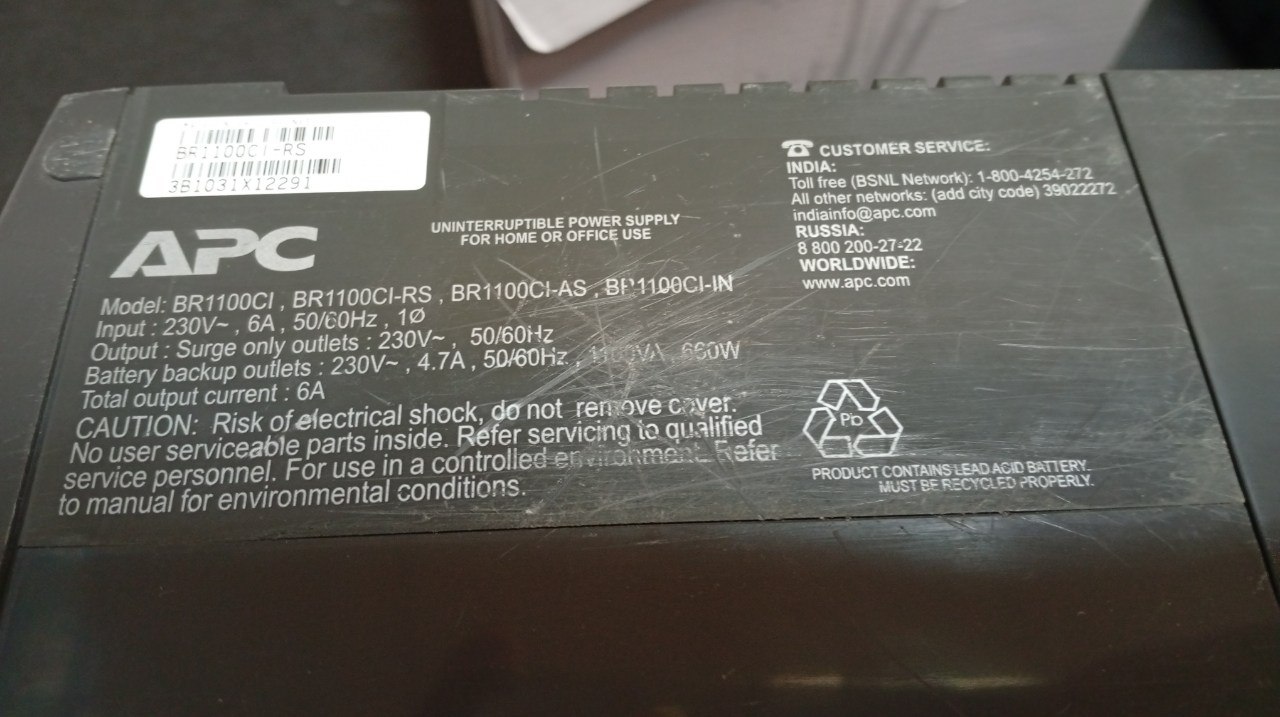 BR1100CI-RS
3B1031X12291
APC
UNINTERRUPTIBLE POWER SUPPLY
FOR HOME OR OFFICE USE
Model: BR1100CI , BR1100CI-RS , BR1100CI-AS , BR1100CI-IN
Input : 230V~ , 6A , 50/60Hz , 1Ø
Output : Surge only outlets : 230V~ , 50/60Hz
Battery backup outlets : 230V~ , 4.7A , 50/60Hz , 1100VA , 660W
Total output current : 6A
CAUTION: Risk of electrical shock, do not remove cover.
No user serviceable parts inside. Refer servicing to qualified
service personnel. For use in a controlled environment. Refer
to manual for environmental conditions.
CUSTOMER SERVICE:
INDIA:
Toll free (BSNL Network): 1-800-4254-272
All other networks: (add city code) 39022272
indiainfo@apc.com
RUSSIA:
8 800 200-27-22
WORLDWIDE:
www.apc.com
Pb
PRODUCT CONTAINS LEAD ACID BATTERY.
MUST BE RECYCLED PROPERLY.